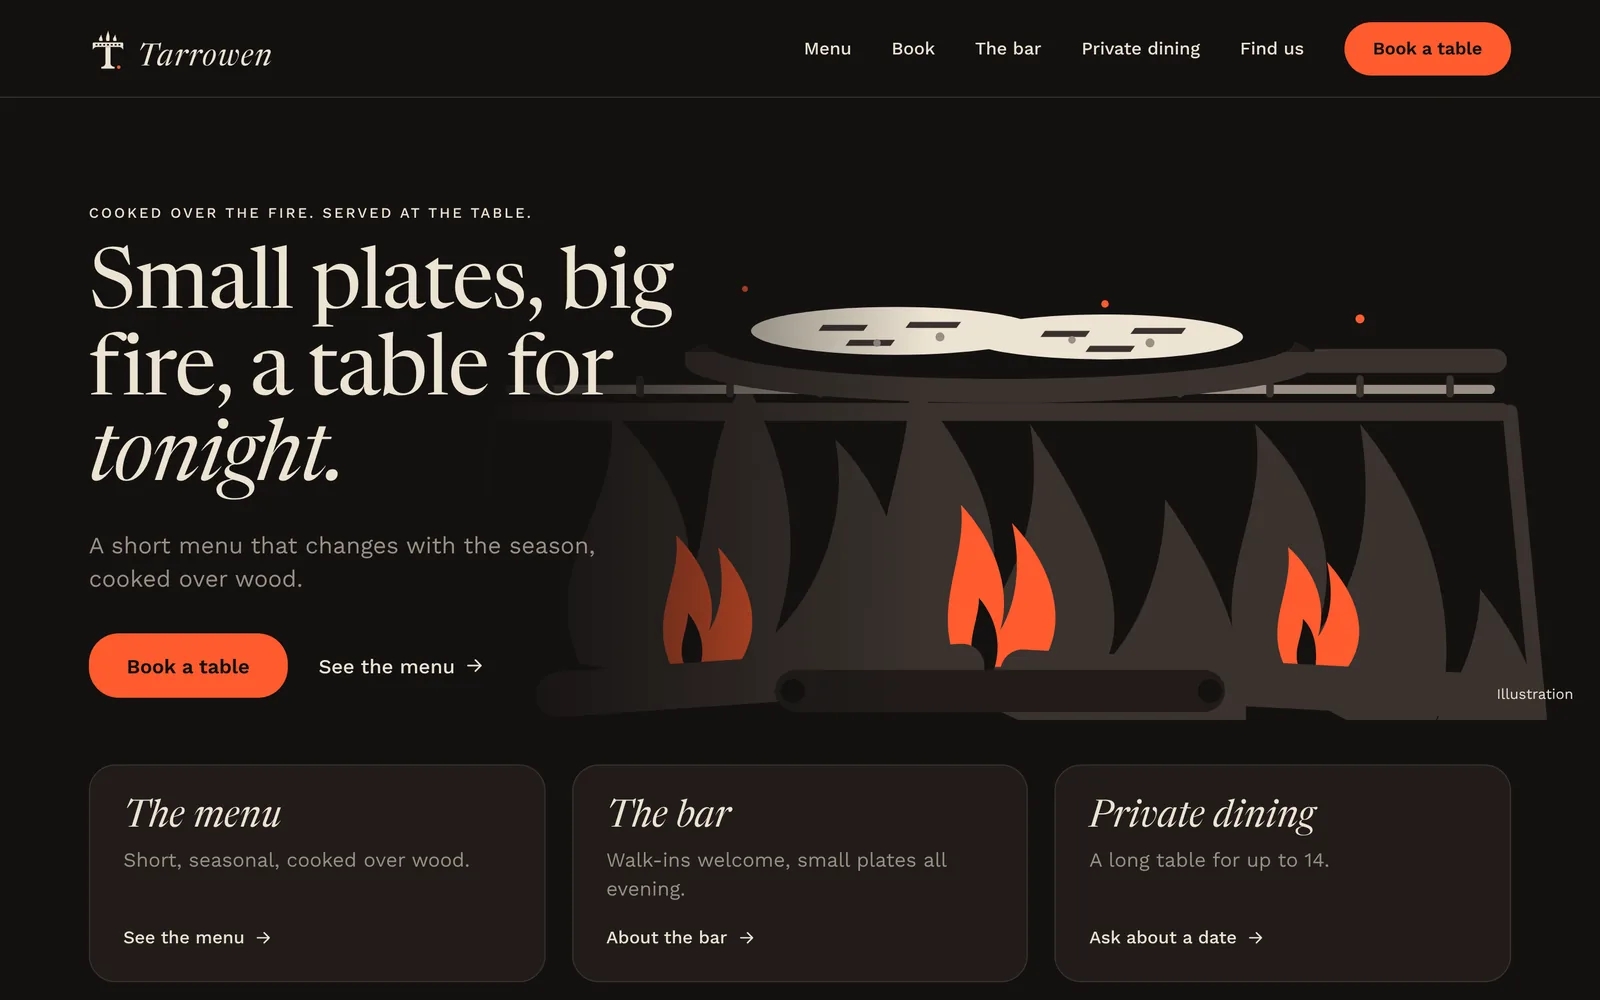 Tarrowen
Menu
Book
The bar
Private dining
Find us
Book a table
COOKED OVER THE FIRE. SERVED AT THE TABLE.
Small plates, big
fire, a table for
tonight.
A short menu that changes with the season,
cooked over wood.
Book a table
See the menu →
Illustration
The menu
Short, seasonal, cooked over wood.
See the menu →
The bar
Walk-ins welcome, small plates all
evening.
About the bar →
Private dining
A long table for up to 14.
Ask about a date →